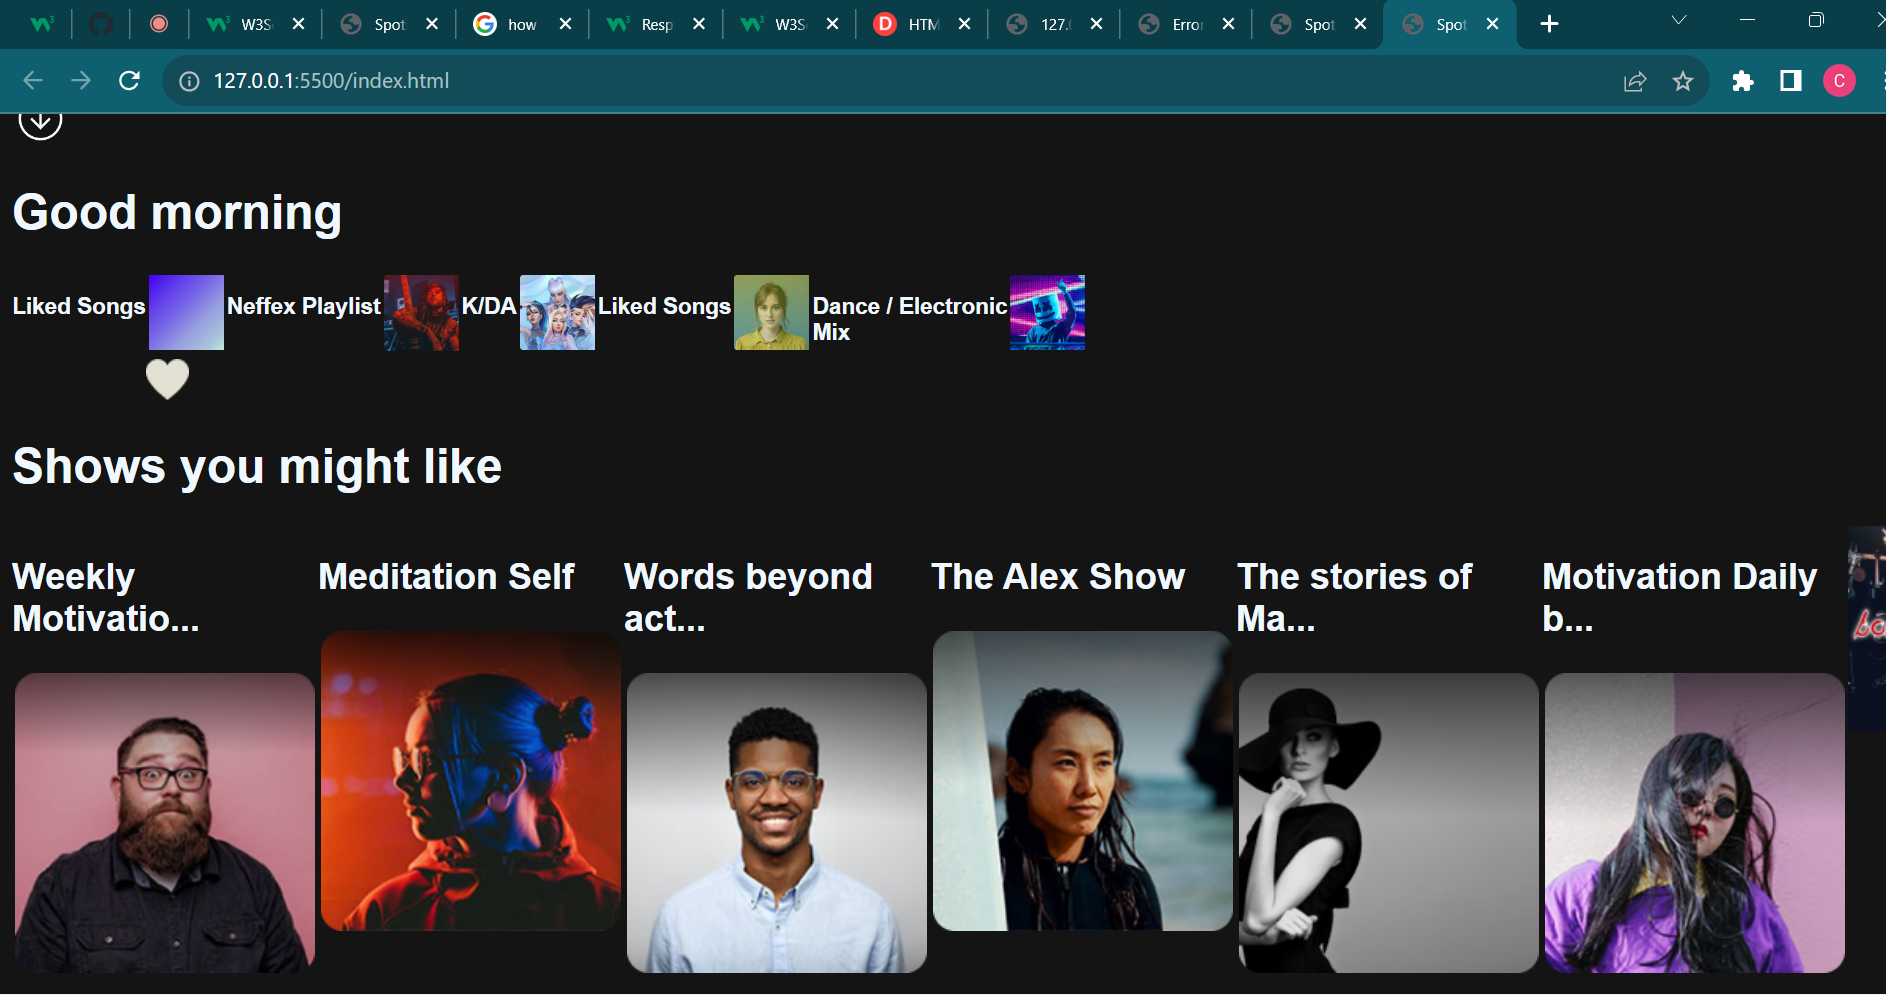 W3S
Spot
how
Resp
W3S
D
HTM
127.
Erro
Spot
Spot
127.0.0.1:5500/index.html
C
Good morning
Liked Songs
Neffex Playlist
K/DA
Liked Songs
Dance / Electronic
Mix
Shows you might like
Weekly
Motivatio...
Meditation Self
Words beyond
act...
The Alex Show
The stories of
Ma...
Motivation Daily
b...